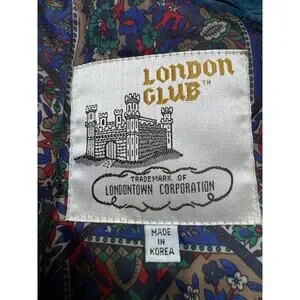 LONDON
CLUB™
TRADEMARK OF
LONDONTOWN CORPORATION
MADE
IN
KOREA